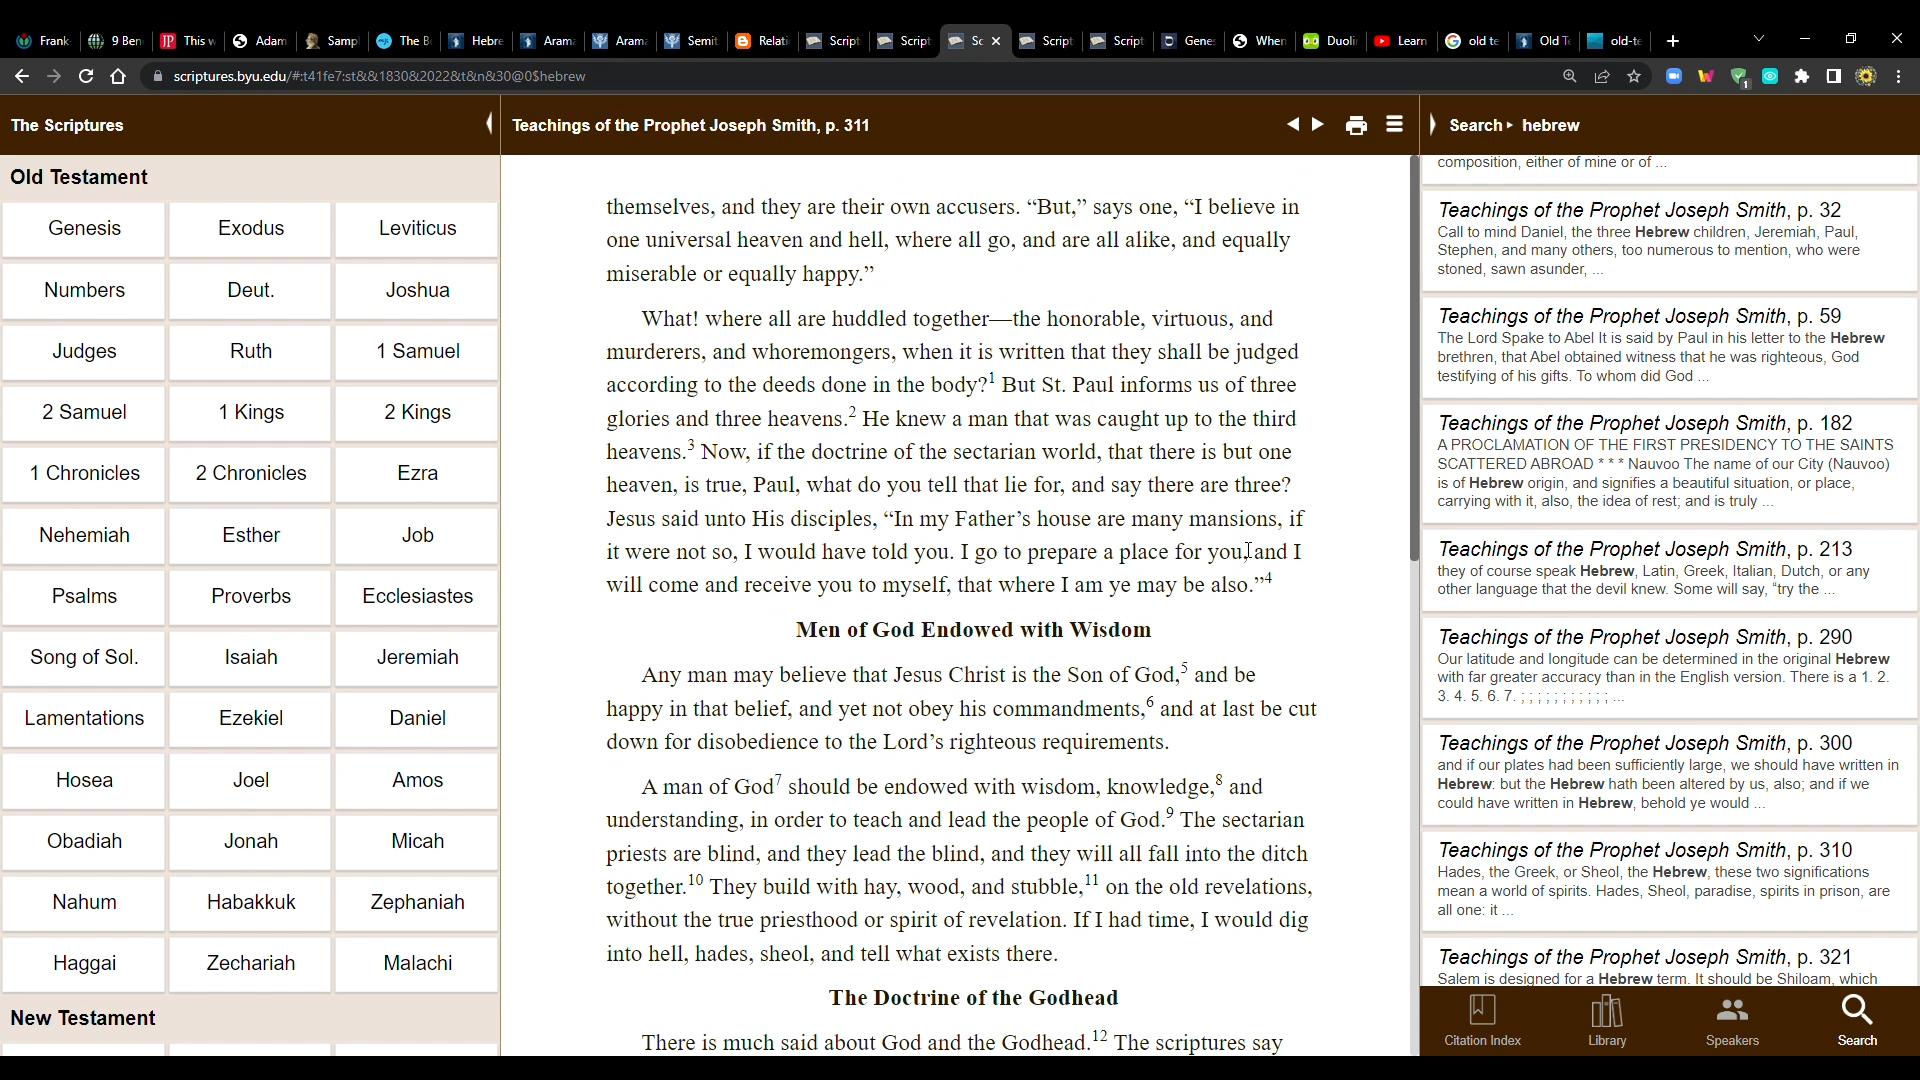 Frank
9 Ben
This w
Adam
Sampl
The B
Hebre
Arama
Arama
Semit
Relati
Script
Script
Sc
Script
Script
Genes
When
Duolin
Learn
old te
Old Te
old-te
scriptures.byu.edu/#:t41fe7:st&&1830&2022&t&n&30@0$hebrew
The Scriptures
Old Testament
Genesis Exodus Leviticus
Numbers Deut. Joshua
Judges Ruth 1 Samuel
2 Samuel 1 Kings 2 Kings
1 Chronicles 2 Chronicles Ezra
Nehemiah Esther Job
Psalms Proverbs Ecclesiastes
Song of Sol. Isaiah Jeremiah
Lamentations Ezekiel Daniel
Hosea Joel Amos
Obadiah Jonah Micah
Nahum Habakkuk Zephaniah
Haggai Zechariah Malachi
New Testament
Teachings of the Prophet Joseph Smith, p. 311
themselves, and they are their own accusers. “But,” says one, “I believe in
one universal heaven and hell, where all go, and are all alike, and equally
miserable or equally happy.”
What! where all are huddled together—the honorable, virtuous, and
murderers, and whoremongers, when it is written that they shall be judged
according to the deeds done in the body?1 But St. Paul informs us of three
glories and three heavens.2 He knew a man that was caught up to the third
heavens.3 Now, if the doctrine of the sectarian world, that there is but one
heaven, is true, Paul, what do you tell that lie for, and say there are three?
Jesus said unto His disciples, “In my Father’s house are many mansions, if
it were not so, I would have told you. I go to prepare a place for you, and I
will come and receive you to myself, that where I am ye may be also.”4
Men of God Endowed with Wisdom
Any man may believe that Jesus Christ is the Son of God,5 and be
happy in that belief, and yet not obey his commandments,6 and at last be cut
down for disobedience to the Lord’s righteous requirements.
A man of God7 should be endowed with wisdom, knowledge,8 and
understanding, in order to teach and lead the people of God.9 The sectarian
priests are blind, and they lead the blind, and they will all fall into the ditch
together.10 They build with hay, wood, and stubble,11 on the old revelations,
without the true priesthood or spirit of revelation. If I had time, I would dig
into hell, hades, sheol, and tell what exists there.
The Doctrine of the Godhead
There is much said about God and the Godhead.12 The scriptures say
Search▸ hebrew
composition, either of mine or of ...
Teachings of the Prophet Joseph Smith, p. 32
Call to mind Daniel, the three Hebrew children, Jeremiah, Paul,
Stephen, and many others, too numerous to mention, who were
stoned, sawn asunder, ...
Teachings of the Prophet Joseph Smith, p. 59
The Lord Spake to Abel It is said by Paul in his letter to the Hebrew
brethren, that Abel obtained witness that he was righteous, God
testifying of his gifts. To whom did God ...
Teachings of the Prophet Joseph Smith, p. 182
A PROCLAMATION OF THE FIRST PRESIDENCY TO THE SAINTS
SCATTERED ABROAD * * * Nauvoo The name of our City (Nauvoo)
is of Hebrew origin, and signifies a beautiful situation, or place,
carrying with it, also, the idea of rest; and is truly ...
Teachings of the Prophet Joseph Smith, p. 213
they of course speak Hebrew, Latin, Greek, Italian, Dutch, or any
other language that the devil knew. Some will say, “try the ...
Teachings of the Prophet Joseph Smith, p. 290
Our latitude and longitude can be determined in the original Hebrew
with far greater accuracy than in the English version. There is a 1. 2.
3. 4. 5. 6. 7. ; ; ; ; ; ; ; ; ; ; ; ...
Teachings of the Prophet Joseph Smith, p. 300
and if our plates had been sufficiently large, we should have written in
Hebrew: but the Hebrew hath been altered by us, also; and if we
could have written in Hebrew, behold ye would ...
Teachings of the Prophet Joseph Smith, p. 310
Hades, the Greek, or Sheol, the Hebrew, these two significations
mean a world of spirits. Hades, Sheol, paradise, spirits in prison, are
all one: it ...
Teachings of the Prophet Joseph Smith, p. 321
Salem is designed for a Hebrew term. It should be Shiloam, which
Citation Index Library Speakers Search